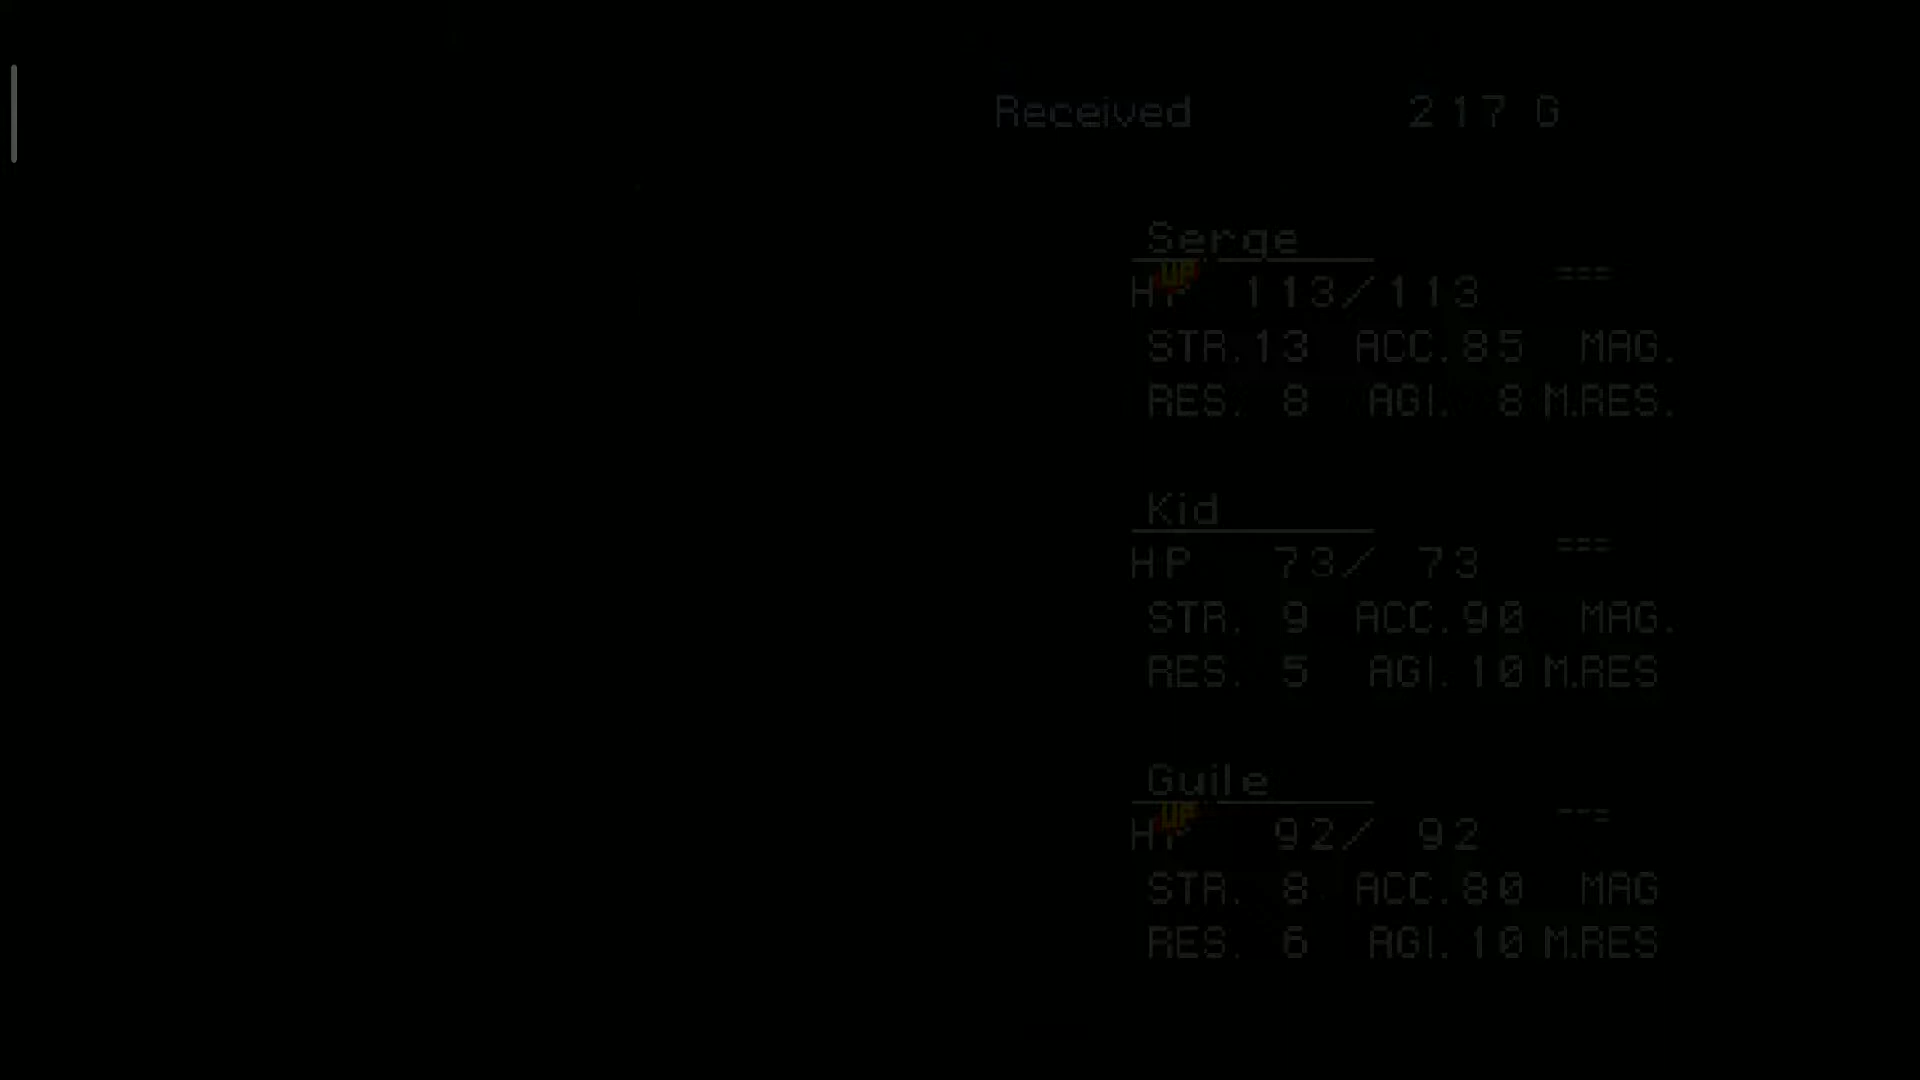 Received 217 G
Serge
UP
HP 113/113
STR.13 ACC.85 MAG.
RES. 8 AGI. 8 M.RES.
Kid
HP 73/ 73
STR. 9 ACC.90 MAG.
RES. 5 AGI.10 M.RES
Guile
UP
HP 92/ 92
STR. 8 ACC.80 MAG
RES. 6 AGI.10 M.RES